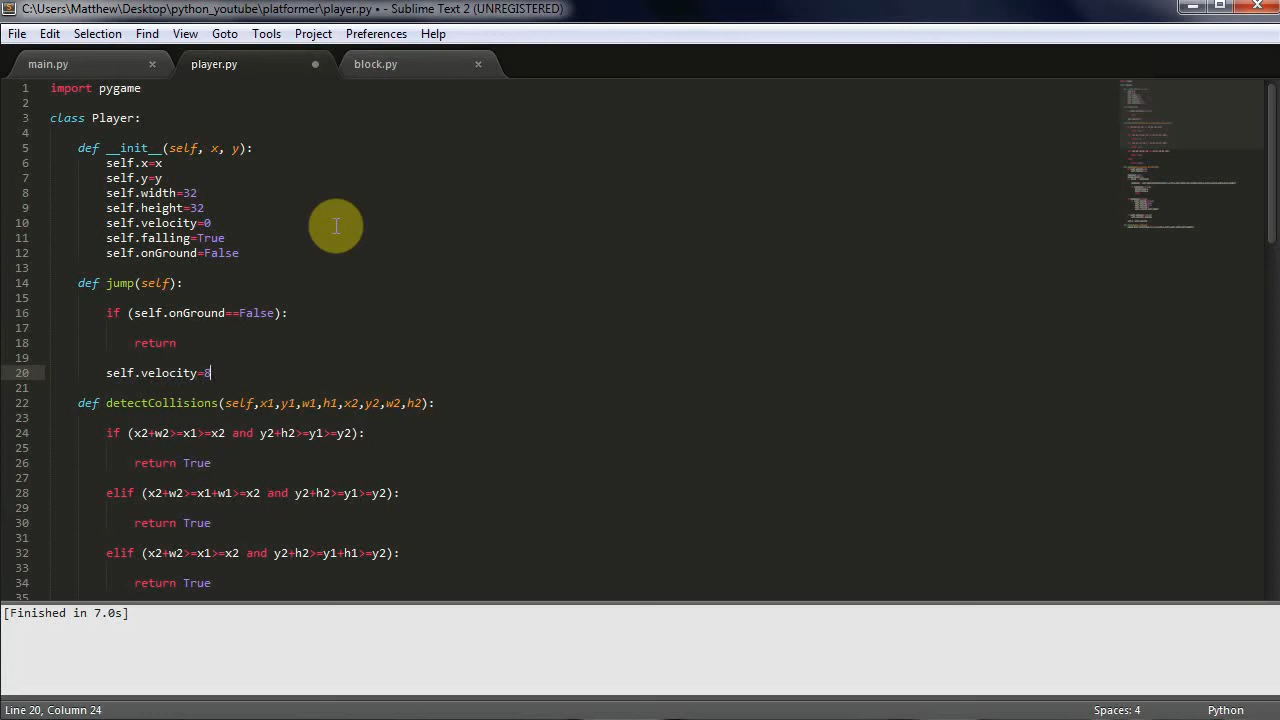 C:\Users\Matthew\Desktop\python_youtube\platformer\player.py • - Sublime Text 2 (UNREGISTERED)
File Edit Selection Find View Goto Tools Project Preferences Help
main.py × player.py block.py ×
1 import pygame
2
3 class Player:
4
5 def __init__(self, x, y):
6 self.x=x
7 self.y=y
8 self.width=32
9 self.height=32
10 self.velocity=0
11 self.falling=True
12 self.onGround=False
13
14 def jump(self):
15
16 if (self.onGround==False):
17
18 return
19
20 self.velocity=8
21
22 def detectCollisions(self,x1,y1,w1,h1,x2,y2,w2,h2):
23
24 if (x2+w2>=x1>=x2 and y2+h2>=y1>=y2):
25
26 return True
27
28 elif (x2+w2>=x1+w1>=x2 and y2+h2>=y1>=y2):
29
30 return True
31
32 elif (x2+w2>=x1>=x2 and y2+h2>=y1+h1>=y2):
33
34 return True
35
[Finished in 7.0s]
Line 20, Column 24 Spaces: 4 Python